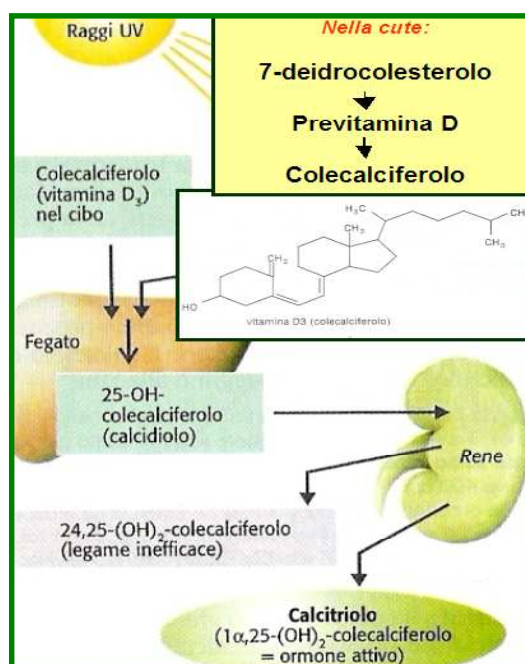 Raggi UV
Nella cute:
7-deidrocolesterolo
Previtamina D
Colecalciferolo
Colecalciferolo
(vitamina D₃)
nel cibo
H₃C
CH₃
CH₃
CH₃
CH₂
HO
vitamina D3 (colecalciferolo)
Fegato
25-OH-
colecalciferolo
(calcidiolo)
Rene
24,25-(OH)₂-colecalciferolo
(legame inefficace)
Calcitriolo
(1α,25-(OH)₂-colecalciferolo
= ormone attivo)